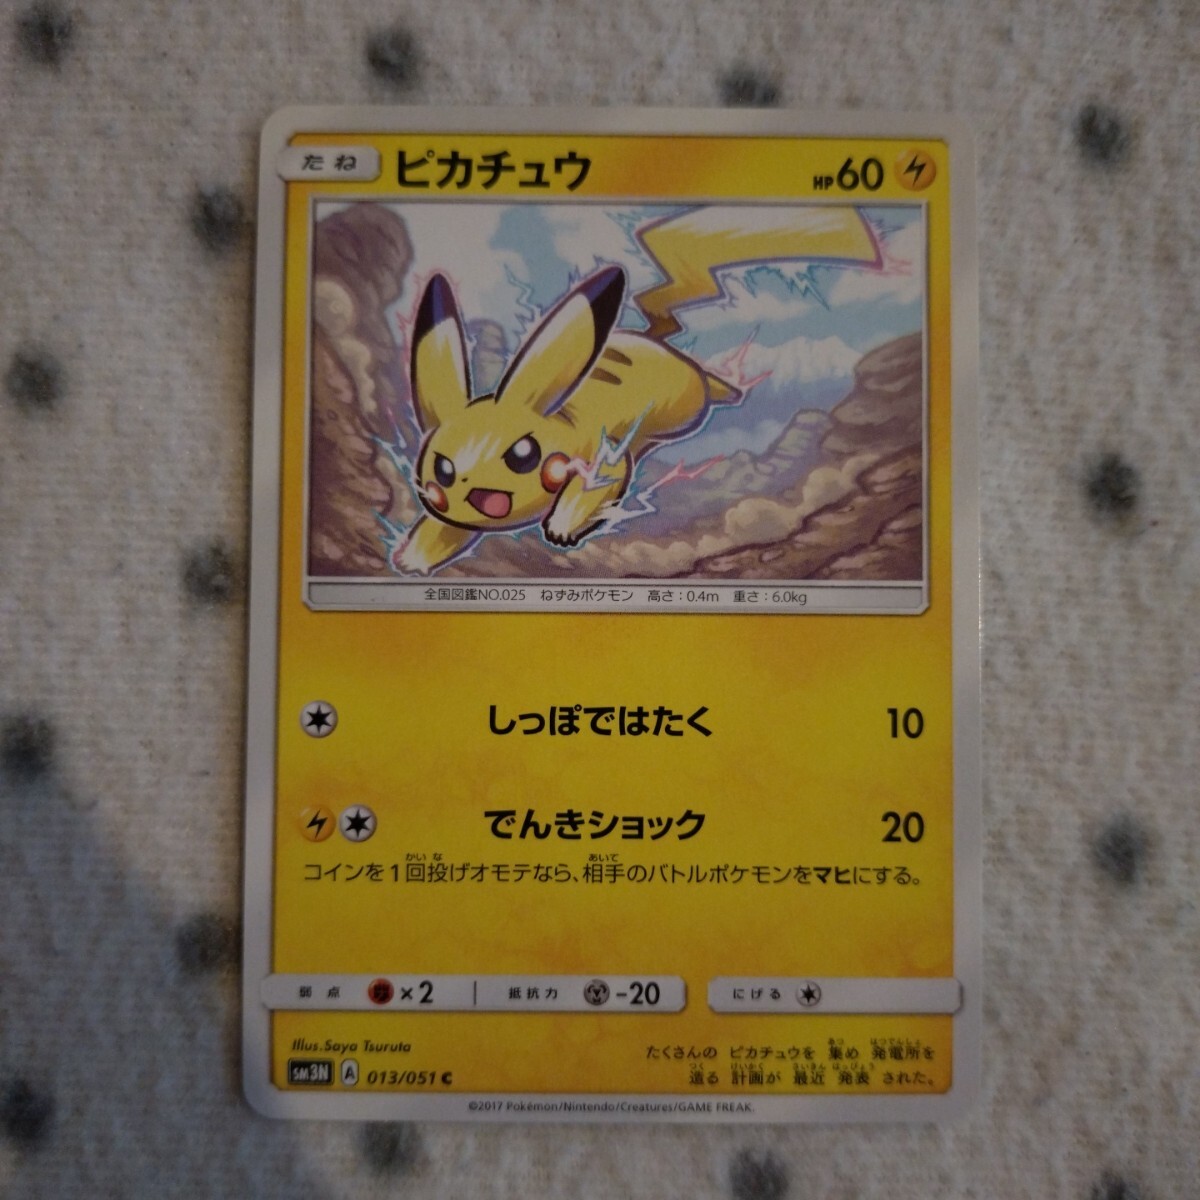 たね ピカチュウ HP60
全国図鑑NO.025 ねずみポケモン 高さ:0.4m 重さ:6.0kg
しっぽではたく 10
でんきショック 20
コインを1回投げオモテなら、相手のバトルポケモンをマヒにする。
弱点 ×2 抵抗力 -20 にげる
Illus.Saya Tsuruta
SM3N A 013/051 C
たくさんの ピカチュウを 集め 発電所を
造る 計画が 最近 発表 された。
©2017 Pokémon/Nintendo/Creatures/GAME FREAK.